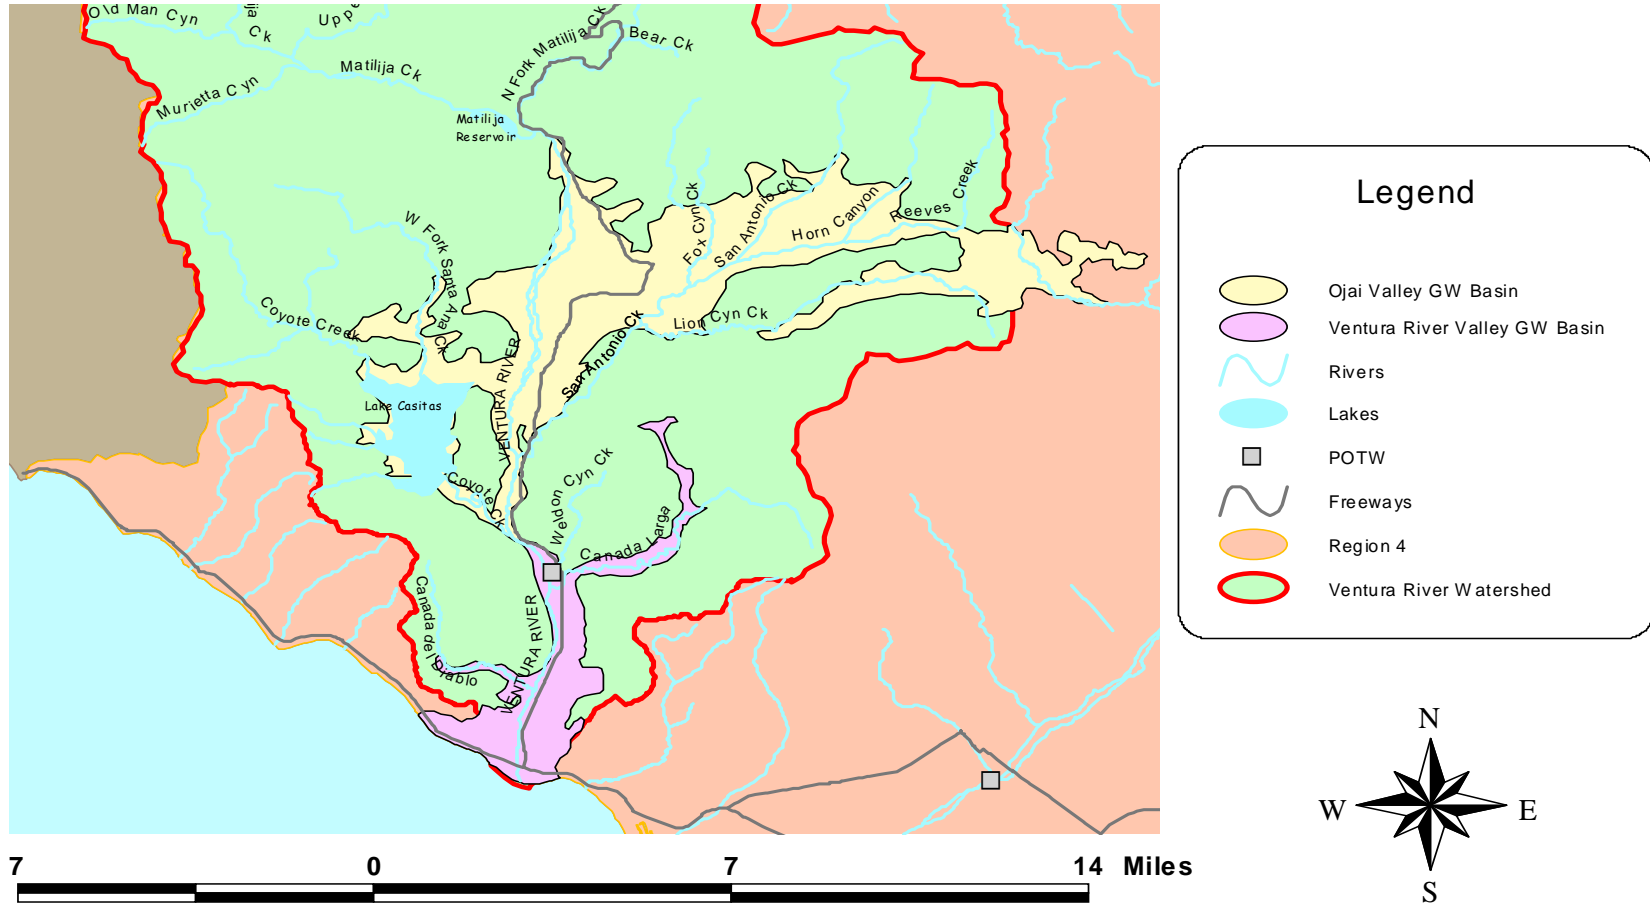 Old Man Cyn
ija Ck
Uppe
N Fork Matilija Ck
Bear Ck
Matilija Ck
Murietta Cyn
Matilija
Reservoir
W Fork Santa Ana Ck
Fox Cyn Ck
San Antonio Ck
Horn Canyon
Reeves Creek
Coyote Creek
Lion Cyn Ck
San Antonio Ck
VENTURA RIVER
Lake Casitas
Coyote Ck
Weldon Cyn Ck
Canada Larga
Canada del Diablo
VENTURA RIVER
Legend
Ojai Valley GW Basin
Ventura River Valley GW Basin
Rivers
Lakes
POTW
Freeways
Region 4
Ventura River Watershed
N
W
E
S
7 0 7 14 Miles